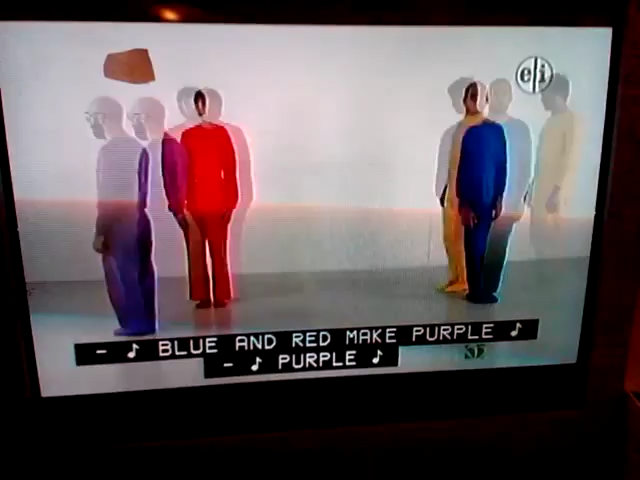 e/i
- ♪ BLUE AND RED MAKE PURPLE ♪
- ♪ PURPLE ♪